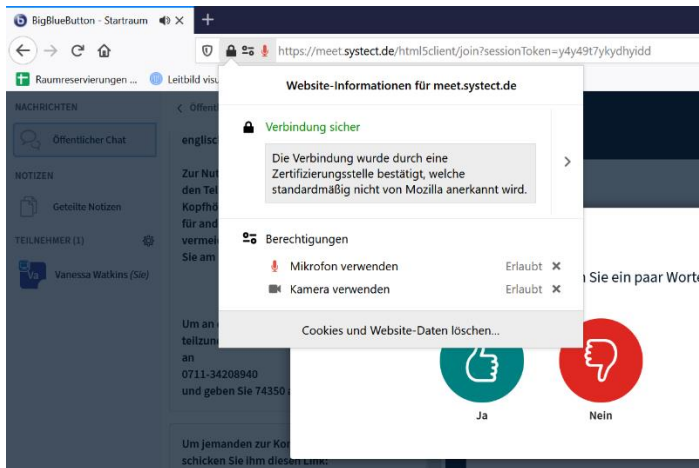 BigBlueButton - Startraum
https://meet.systect.de/html5client/join?sessionToken=y4y49t7ykydhyidd
Raumreservierungen ...
Leitbild visu
NACHRICHTEN
Öffentlicher Chat
NOTIZEN
Geteilte Notizen
TEILNEHMER (1)
Va
Vanessa Watkins (Sie)
Öffentl
englisc
Zur Nut
den Tel
Kopfhö
für and
vermei
Sie am
Um an
teilzun
an
0711-34208940
und geben Sie 74350
Um jemanden zur Kon
schicken Sie ihm diesen Link:
Website-Informationen für meet.systect.de
Verbindung sicher
Die Verbindung wurde durch eine
Zertifizierungsstelle bestätigt, welche
standardmäßig nicht von Mozilla anerkannt wird.
Berechtigungen
Mikrofon verwenden Erlaubt
Kamera verwenden Erlaubt
Cookies und Website-Daten löschen...
Sie ein paar Worte
Ja
Nein